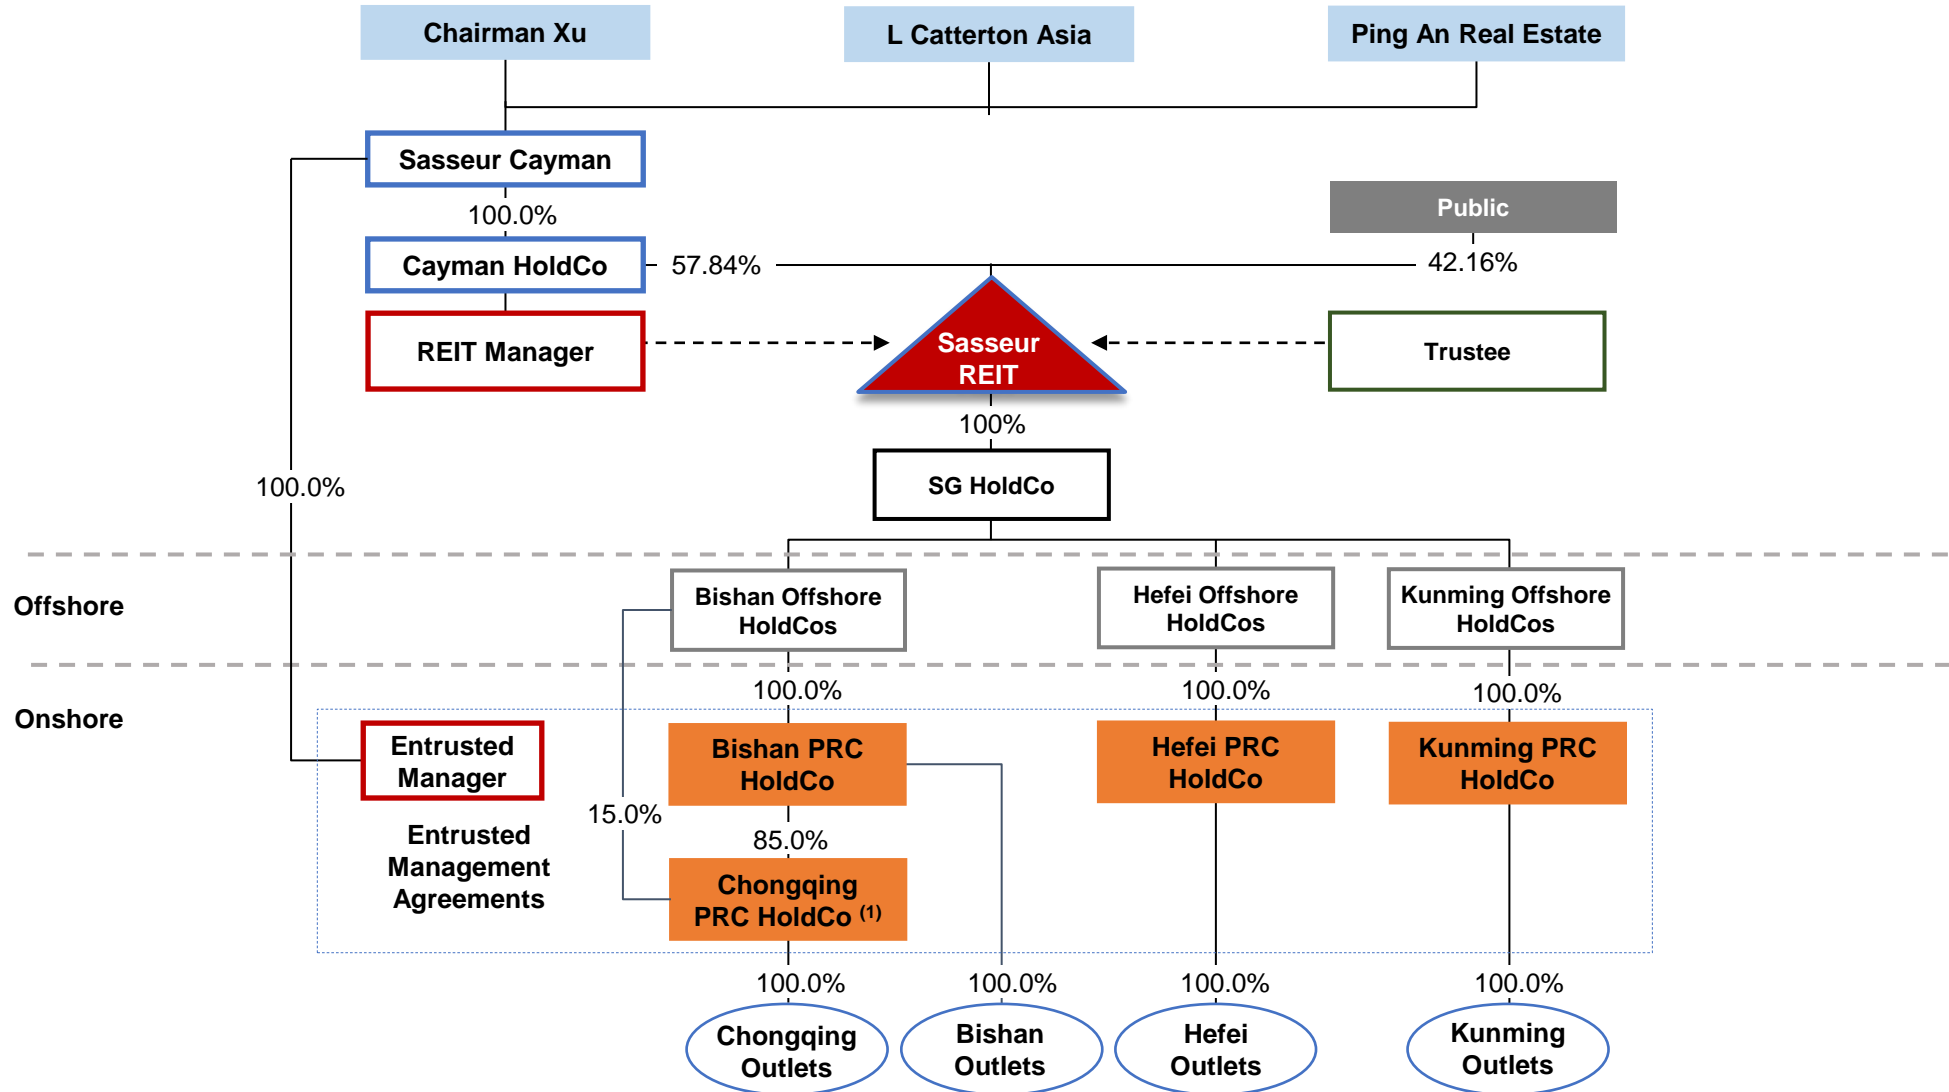 Chairman Xu
L Catterton Asia
Ping An Real Estate
Sasseur Cayman
100.0%
Public
Cayman HoldCo
57.84%
42.16%
REIT Manager
Sasseur
REIT
Trustee
100%
100.0%
SG HoldCo
Offshore
Bishan Offshore
HoldCos
Hefei Offshore
HoldCos
Kunming Offshore
HoldCos
100.0%
100.0%
100.0%
Onshore
Entrusted
Manager
Bishan PRC
HoldCo
Hefei PRC
HoldCo
Kunming PRC
HoldCo
15.0%
85.0%
Entrusted
Management
Agreements
Chongqing
PRC HoldCo (1)
100.0%
100.0%
100.0%
100.0%
Chongqing
Outlets
Bishan
Outlets
Hefei
Outlets
Kunming
Outlets